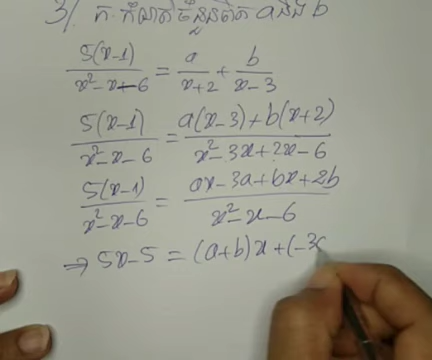 3/ ក. កំណត់ចំនួនពិត a និង b
5(x-1)/(x²-x-6) = a/(x+2) + b/(x-3)
5(x-1)/(x²-x-6) = (a(x-3)+b(x+2))/(x²-3x+2x-6)
5(x-1)/(x²-x-6) = (ax-3a+bx+2b)/(x²-x-6)
⇒ 5x-5 = (a+b)x+(-3